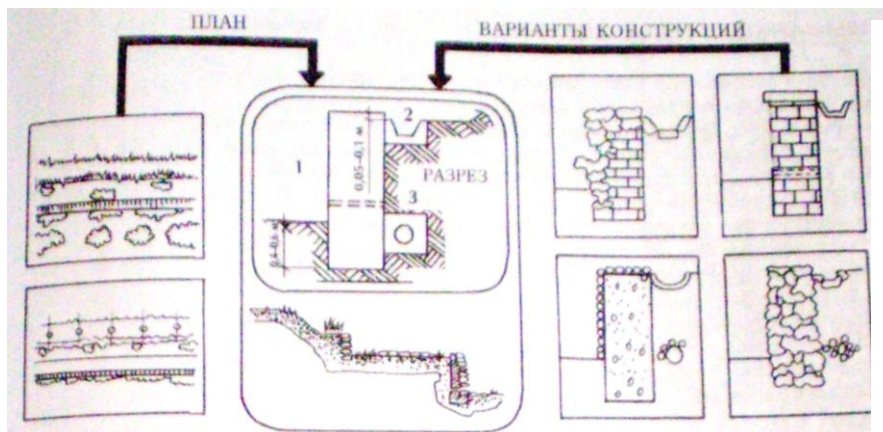 ПЛАН
ВАРИАНТЫ КОНСТРУКЦИЙ
1
2
0,05–0,1 м
РАЗРЕЗ
3
0,4–0,6 м